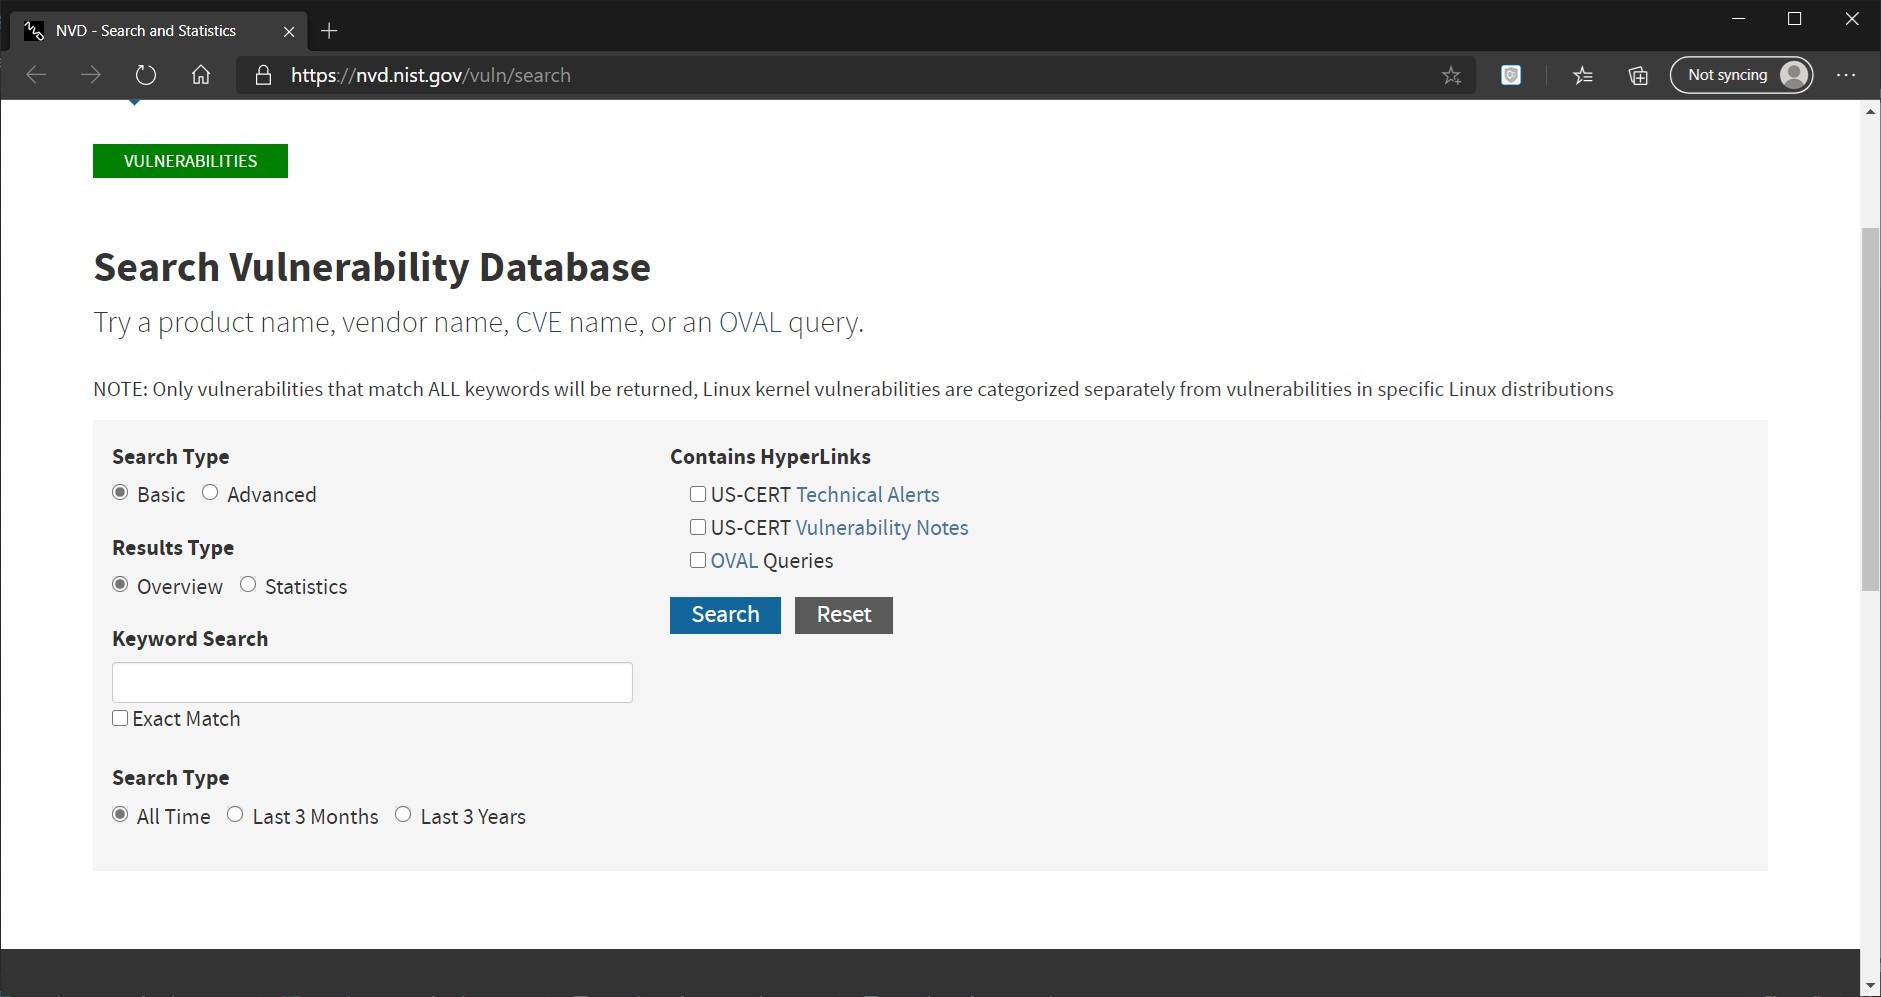 NVD - Search and Statistics
https://nvd.nist.gov/vuln/search
Not syncing
VULNERABILITIES
Search Vulnerability Database
Try a product name, vendor name, CVE name, or an OVAL query.
NOTE: Only vulnerabilities that match ALL keywords will be returned, Linux kernel vulnerabilities are categorized separately from vulnerabilities in specific Linux distributions
Search Type
Basic Advanced
Results Type
Overview Statistics
Keyword Search
Exact Match
Search Type
All Time Last 3 Months Last 3 Years
Contains HyperLinks
US-CERT Technical Alerts
US-CERT Vulnerability Notes
OVAL Queries
Search Reset